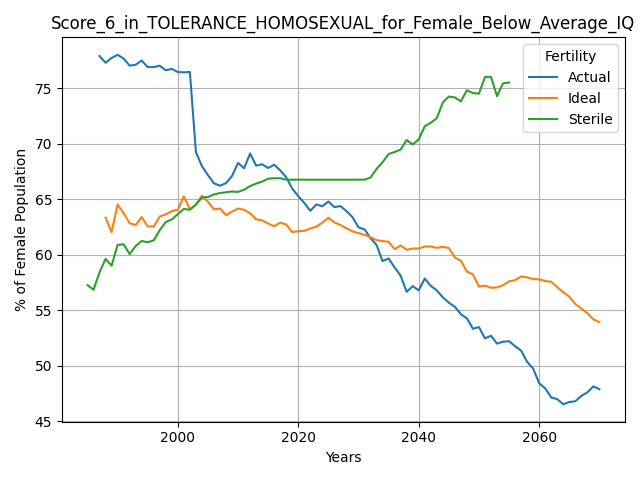 Score_6_in_TOLERANCE_HOMOSEXUAL_for_Female_Below_Average_IQ
Fertility
Actual
Ideal
Sterile
% of Female Population
75
70
65
60
55
50
45
2000
2020
2040
2060
Years